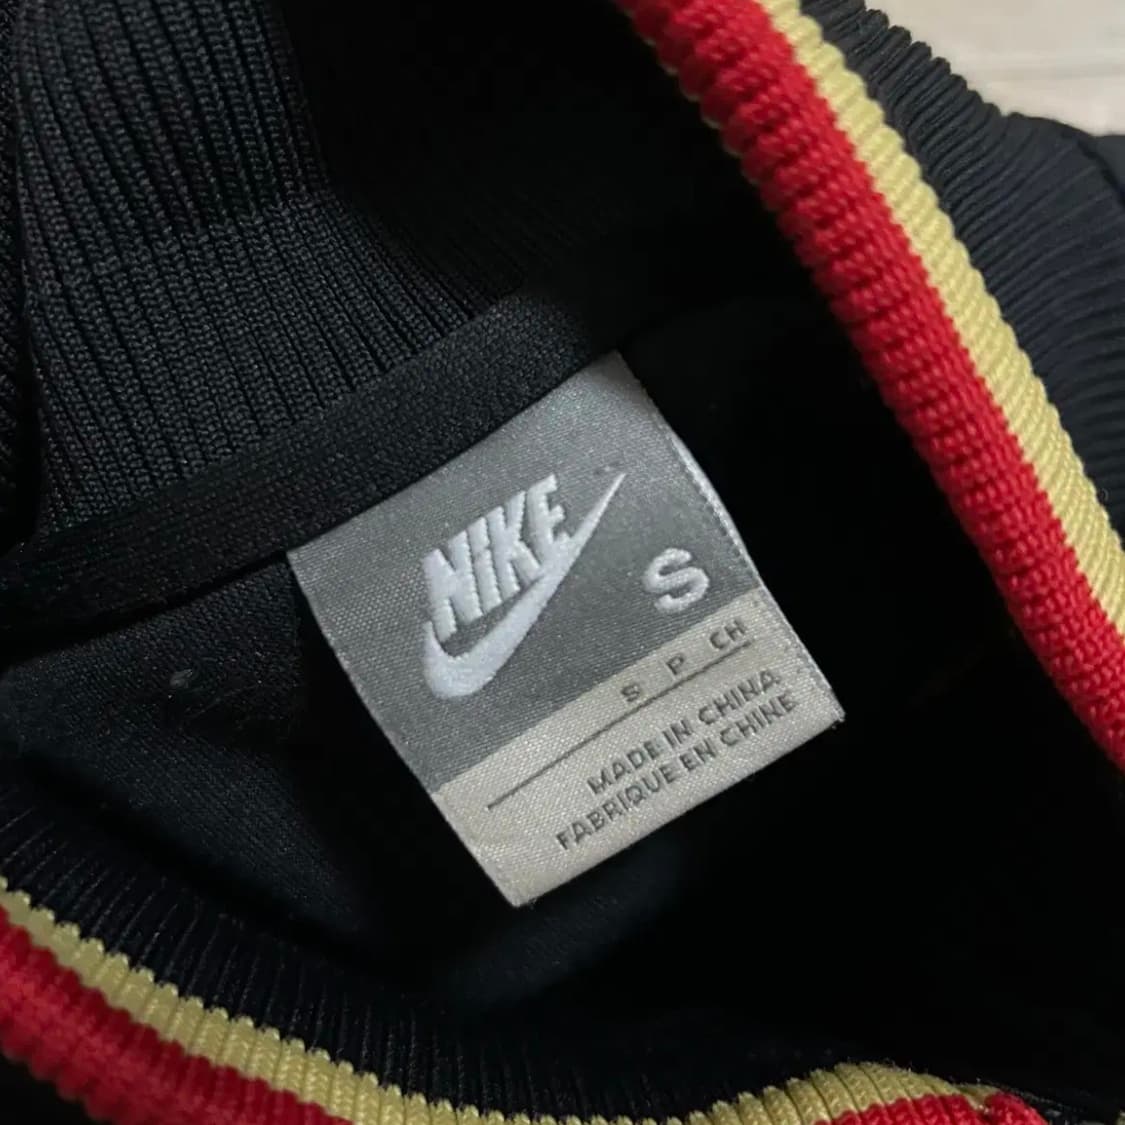 NIKE S
S P CH
MADE IN CHINA
FABRIQUE EN CHINE